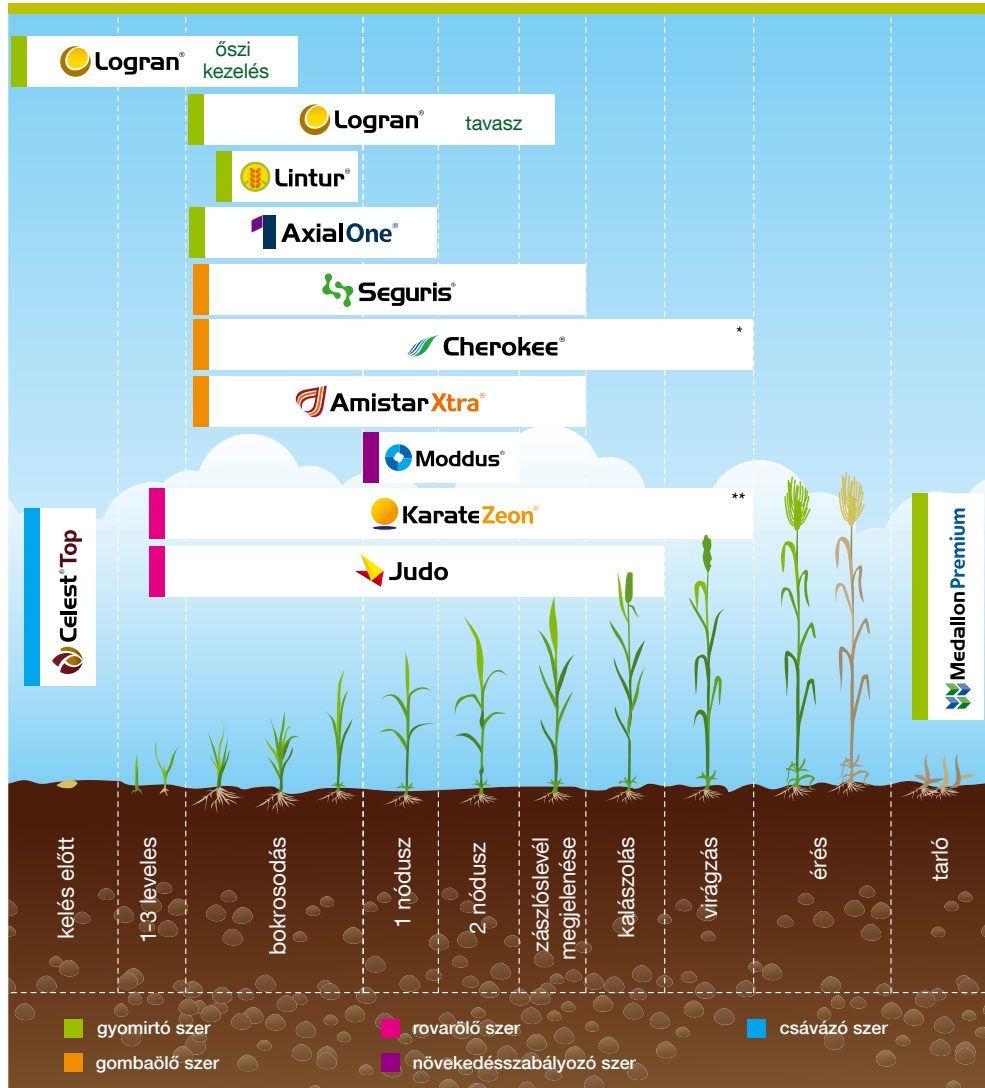 Logran®
őszi
kezelés
Logran®
tavasz
Lintur®
AxialOne®
Seguris®
Cherokee®
*
AmistarXtra®
Moddus®
KarateZeon®
**
Judo
Celest® Top
Medallon Premium
kelés előtt
1-3 leveles
bokrosodás
1 nódusz
2 nódusz
zászlóslevél
megjelenése
kalászolás
virágzás
érés
tarló
gyomirtó szer
rovarölő szer
csávázó szer
gombaölő szer
növekedésszabályozó szer